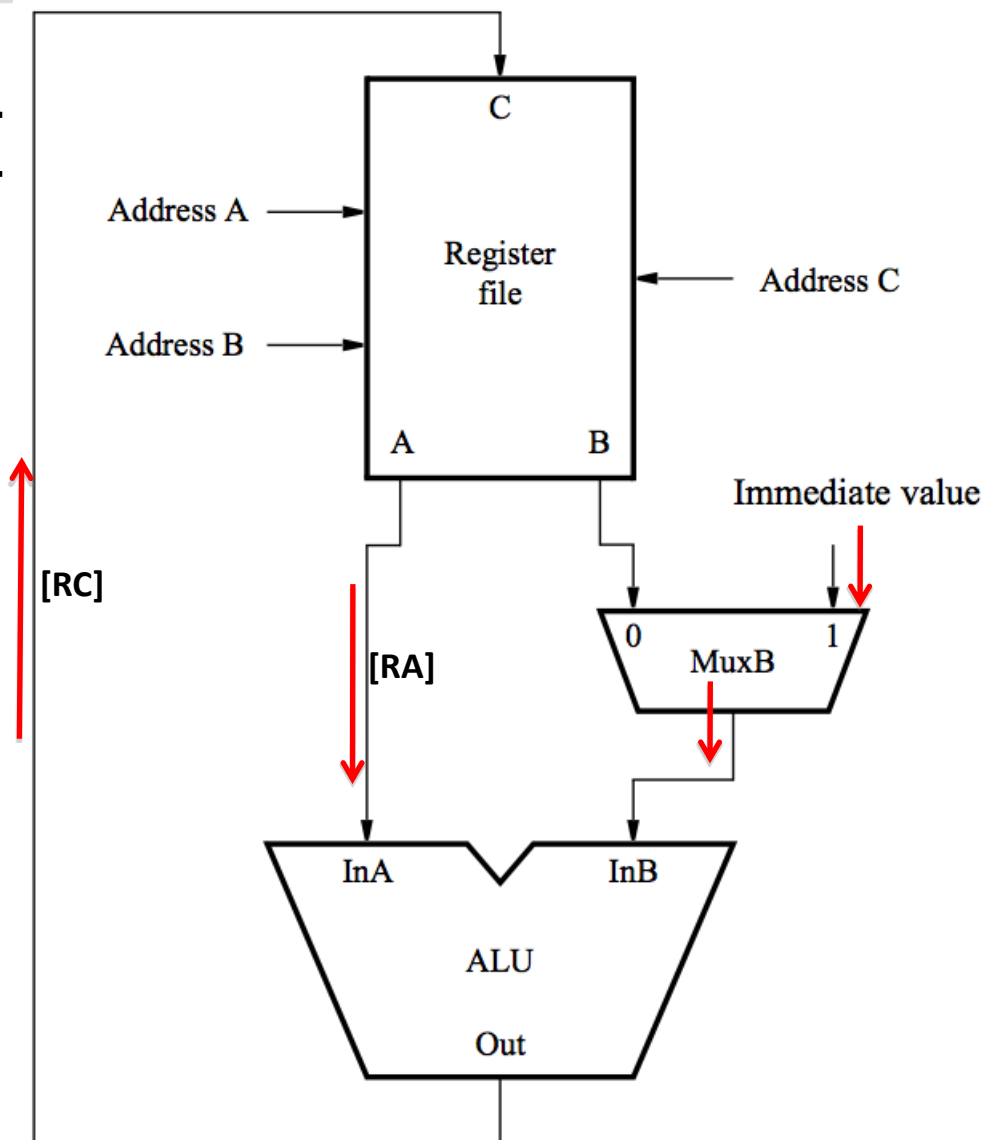 C
Address A
Register
file
Address C
Address B
A
B
Immediate value
[RC]
0
1
MuxB
[RA]
InA
InB
ALU
Out